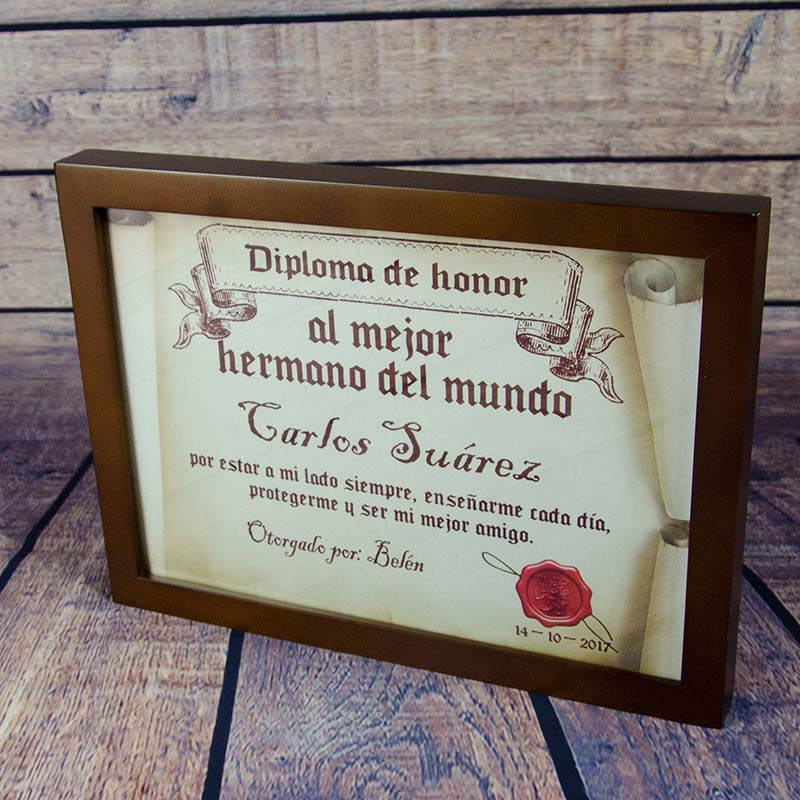 Diploma de honor
al mejor
hermano del mundo
Carlos Suárez
por estar a mi lado siempre, enseñarme cada día,
protegerme y ser mi mejor amigo.
Otorgado por: Belén
14 - 10 - 2017